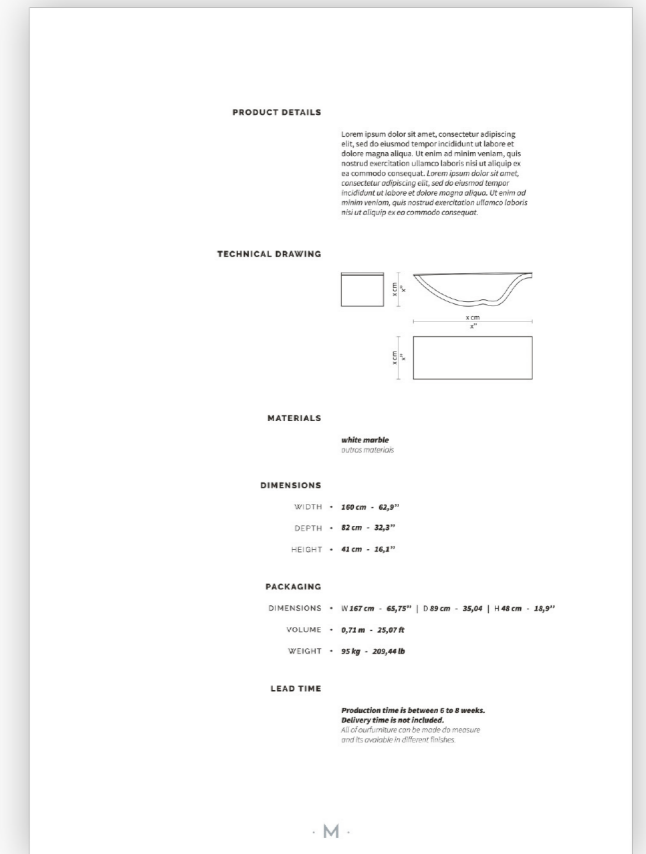 PRODUCT DETAILS
Lorem ipsum dolor sit amet, consectetur adipiscing
elit, sed do eiusmod tempor incididunt ut labore et
dolore magna aliqua. Ut enim ad minim veniam, quis
nostrud exercitation ullamco laboris nisi ut aliquip ex
ea commodo consequat. Lorem ipsum dolor sit amet,
consectetur adipiscing elit, sed do eiusmod tempor
incididunt ut labore et dolore magna aliqua. Ut enim ad
minim veniam, quis nostrud exercitation ullamco laboris
nisi ut aliquip ex ea commodo consequat.
TECHNICAL DRAWING
x cm
x"
x cm
x"
x cm
x"
MATERIALS
white marble
outros materiais
DIMENSIONS
WIDTH • 160 cm - 62,9"
DEPTH • 82 cm - 32,3"
HEIGHT • 41 cm - 16,1"
PACKAGING
DIMENSIONS • W 167 cm - 65,75" | D 89 cm - 35,04 | H 48 cm - 18,9"
VOLUME • 0,71 m - 25,07 ft
WEIGHT • 95 kg - 209,44 lb
LEAD TIME
Production time is between 6 to 8 weeks.
Delivery time is not included.
All of ourfurniture can be made do measure
and its avaiable in different finishes.
· M ·